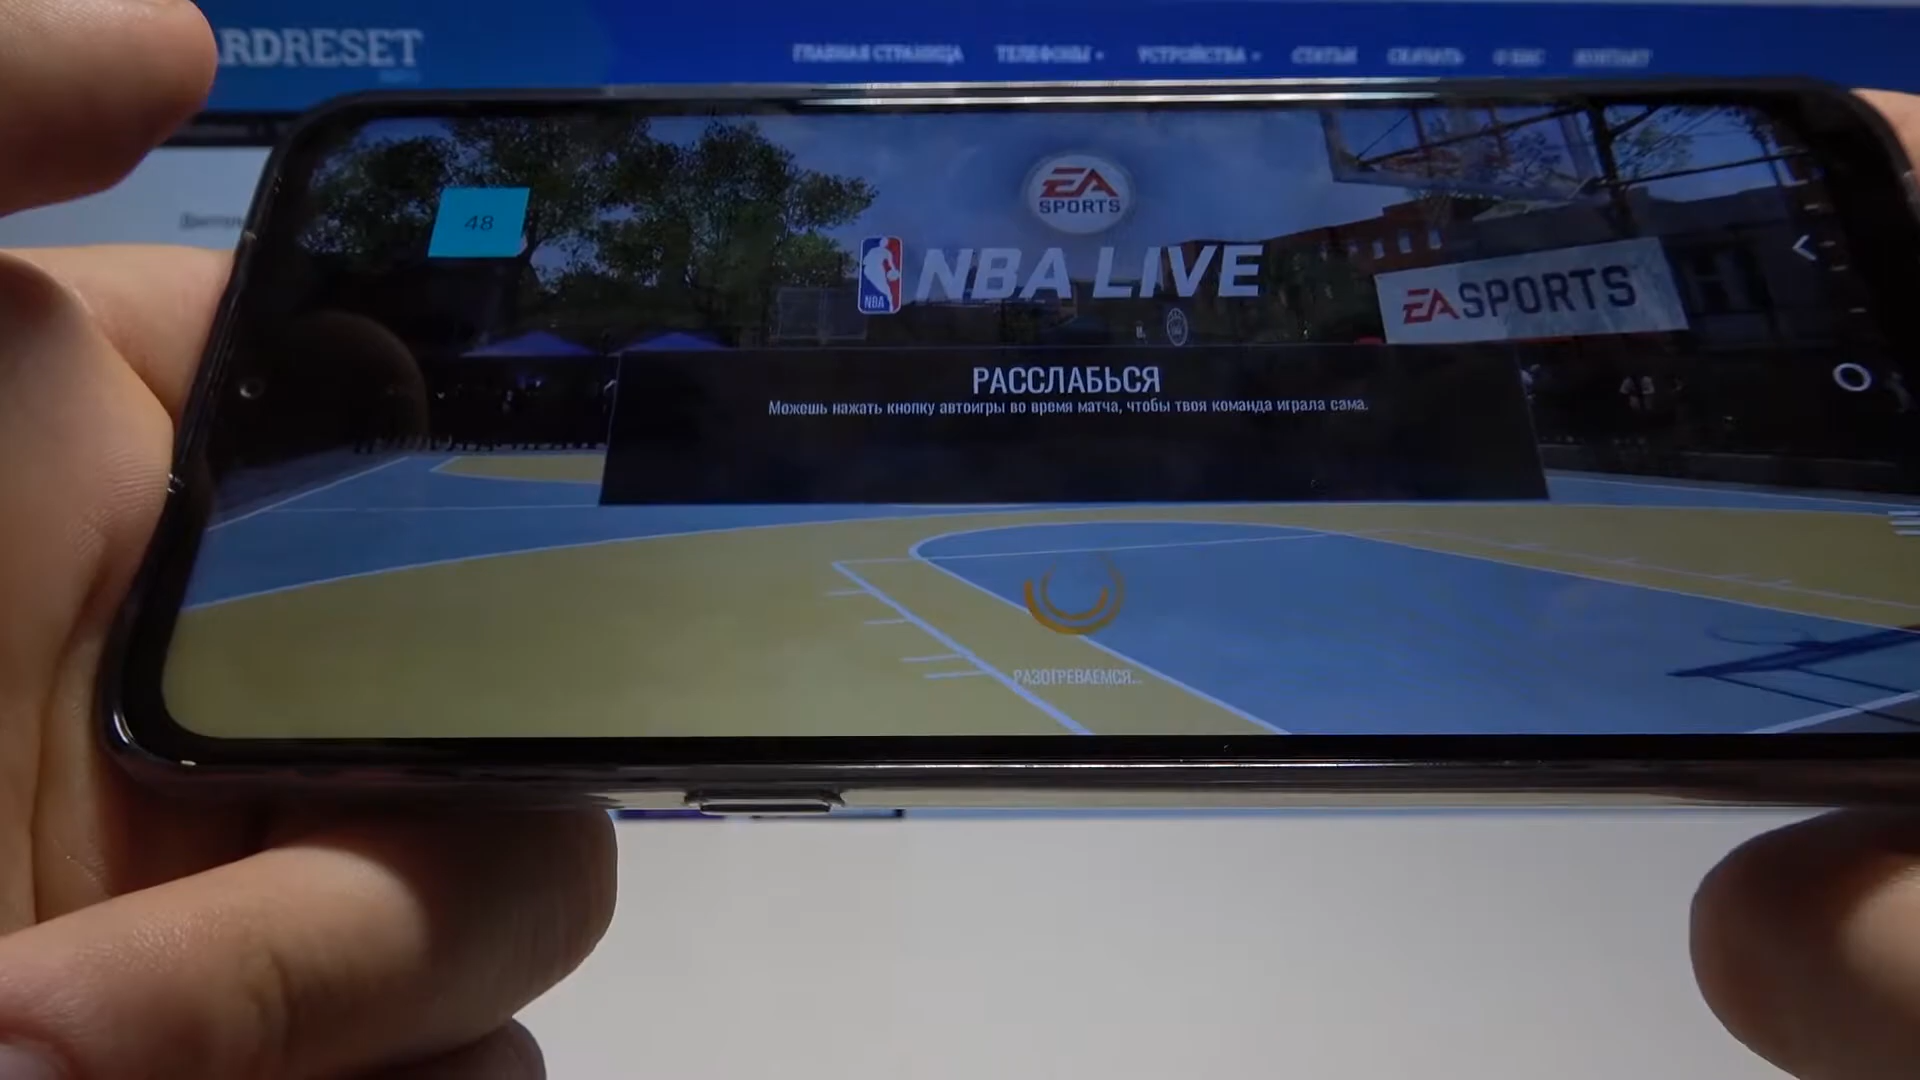 ARDRESET
ГЛАВНАЯ СТРАНИЦА ТЕЛЕФОНЫ УСТРОЙСТВА СТАТЬИ СКАЧАТЬ О НАС КОНТАКТ
48
EA
SPORTS
NBA LIVE
NBA
EA SPORTS
РАССЛАБЬСЯ
Можешь нажать кнопку автоигры во время матча, чтобы твоя команда играла сама.
РАЗОГРЕВАЕМСЯ...